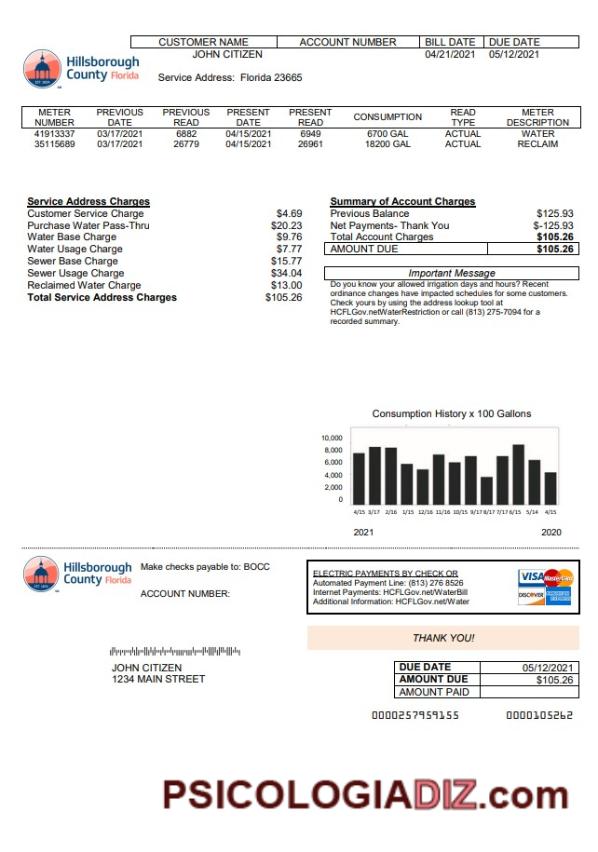 CUSTOMER NAME ACCOUNT NUMBER BILL DATE DUE DATE
JOHN CITIZEN 04/21/2021 05/12/2021
Hillsborough
County Florida
Service Address: Florida 23665
METER NUMBER PREVIOUS DATE PREVIOUS READ PRESENT DATE PRESENT READ CONSUMPTION READ TYPE METER DESCRIPTION
41913337 03/17/2021 6882 04/15/2021 6949 6700 GAL ACTUAL WATER
35115689 03/17/2021 26779 04/15/2021 26961 18200 GAL ACTUAL RECLAIM
Service Address Charges
Customer Service Charge $4.69
Purchase Water Pass-Thru $20.23
Water Base Charge $9.76
Water Usage Charge $7.77
Sewer Base Charge $15.77
Sewer Usage Charge $34.04
Reclaimed Water Charge $13.00
Total Service Address Charges $105.26
Summary of Account Charges
Previous Balance $125.93
Net Payments- Thank You $-125.93
Total Account Charges $105.26
AMOUNT DUE $105.26
Important Message
Do you know your allowed irrigation days and hours? Recent
ordinance changes have impacted schedules for some customers.
Check yours by using the address lookup tool at
HCFLGov.netWaterRestriction or call (813) 275-7094 for a
recorded summary.
Consumption History x 100 Gallons
10,000
8,000
6,000
4,000
2,000
0
4/15 3/17 2/16 1/15 12/16 11/16 10/15 9/17 8/17 7/16 6/15 5/14 4/15
2021 2020
Hillsborough
County Florida
Make checks payable to: BOCC
ACCOUNT NUMBER:
ELECTRIC PAYMENTS BY CHECK OR
Automated Payment Line: (813) 276 8526
Internet Payments: HCFLGov.net/WaterBill
Additional Information: HCFLGov.net/Water
VISA MasterCard
DISCOVER AMERICAN EXPRESS
THANK YOU!
JOHN CITIZEN
1234 MAIN STREET
DUE DATE 05/12/2021
AMOUNT DUE $105.26
AMOUNT PAID
0000257959155 0000105262
PSICOLOGIADIZ.com